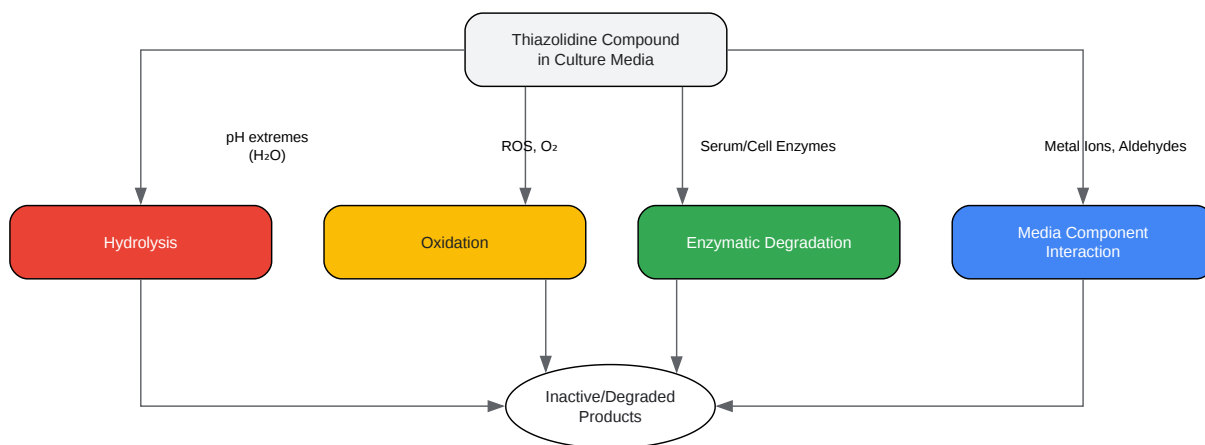 Thiazolidine Compound
in Culture Media
pH extremes
(H₂O)
ROS, O₂
Serum/Cell Enzymes
Metal Ions, Aldehydes
Hydrolysis
Oxidation
Enzymatic Degradation
Media Component
Interaction
Inactive/Degraded
Products